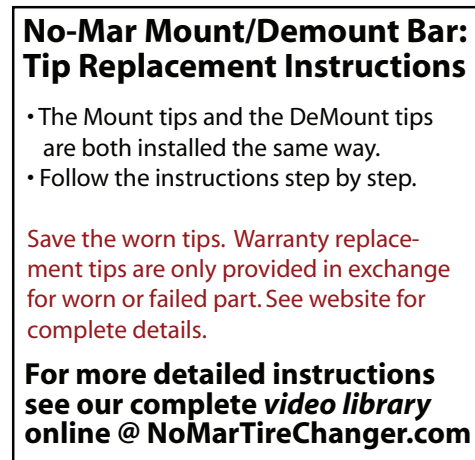 No-Mar Mount/Demount Bar:
Tip Replacement Instructions
• The Mount tips and the DeMount tips
are both installed the same way.
• Follow the instructions step by step.
Save the worn tips. Warranty replace-
ment tips are only provided in exchange
for worn or failed part. See website for
complete details.
For more detailed instructions
see our complete video library
online @ NoMarTireChanger.com